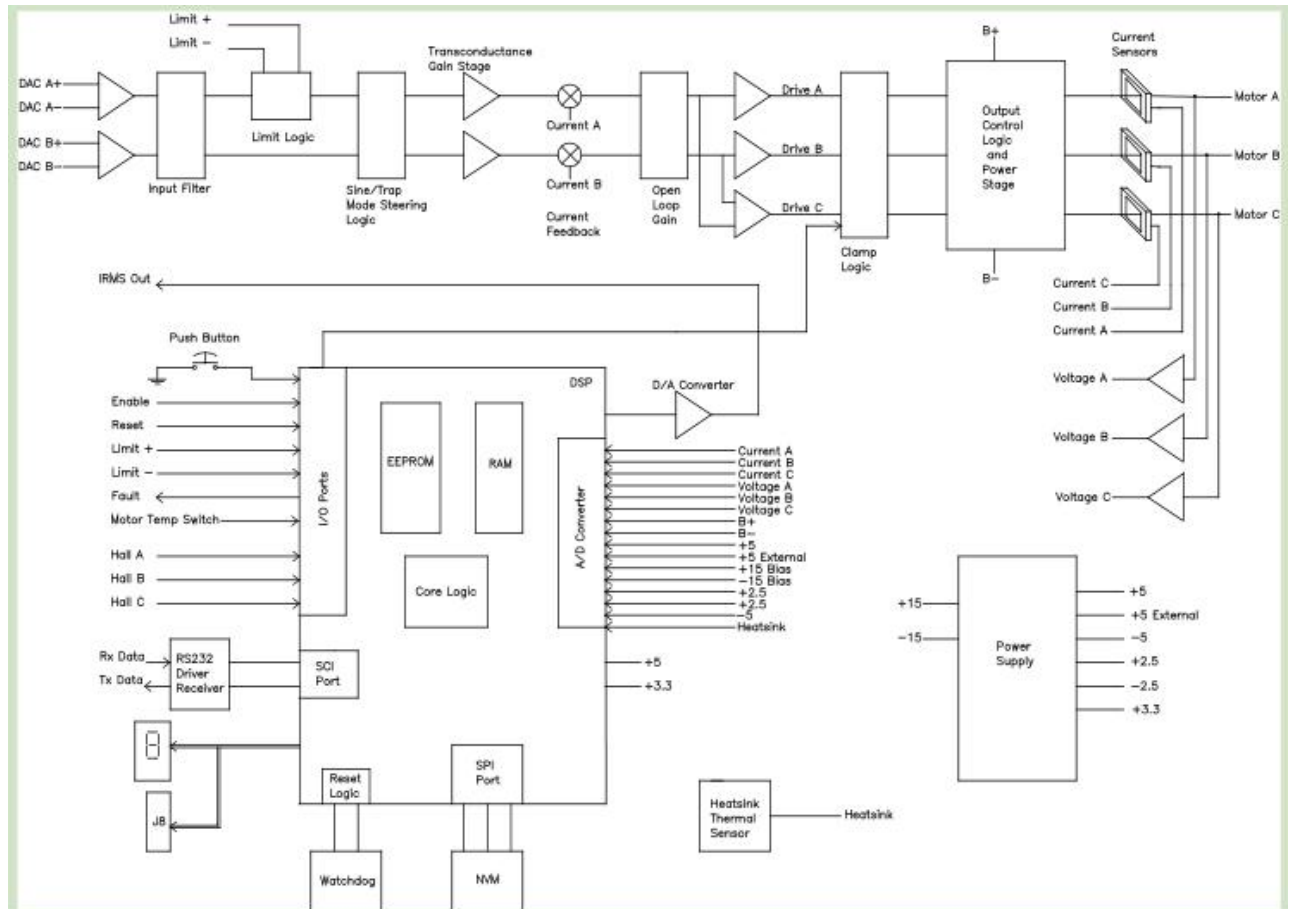 Limit +
Limit -
DAC A+
DAC A-
DAC B+
DAC B-
Input Filter
Limit Logic
Sine/Trap
Mode Steering
Logic
Transconductance
Gain Stage
Current A
Current B
Current
Feedback
Open
Loop
Gain
Drive A
Drive B
Drive C
Clamp
Logic
B+
Output
Control
Logic
and
Power
Stage
B-
Current
Sensors
Motor A
Motor B
Motor C
Current C
Current B
Current A
Voltage A
Voltage B
Voltage C
IRMS Out
Push Button
Enable
Reset
Limit +
Limit -
Fault
Motor Temp Switch
Hall A
Hall B
Hall C
I/O Ports
EEPROM
RAM
Core Logic
DSP
A/D Converter
D/A Converter
Current A
Current B
Current C
Voltage A
Voltage B
Voltage C
B+
B-
+5
+5 External
+15 Bias
-15 Bias
+2.5
+2.5
-5
Heatsink
+5
+3.3
Rx Data
Tx Data
RS232
Driver
Receiver
SCI
Port
8
J8
Reset
Logic
SPI
Port
Watchdog
NVM
Heatsink
Thermal
Sensor
Heatsink
+15
-15
Power
Supply
+5
+5 External
-5
+2.5
-2.5
+3.3